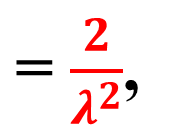 = 2/λ²,